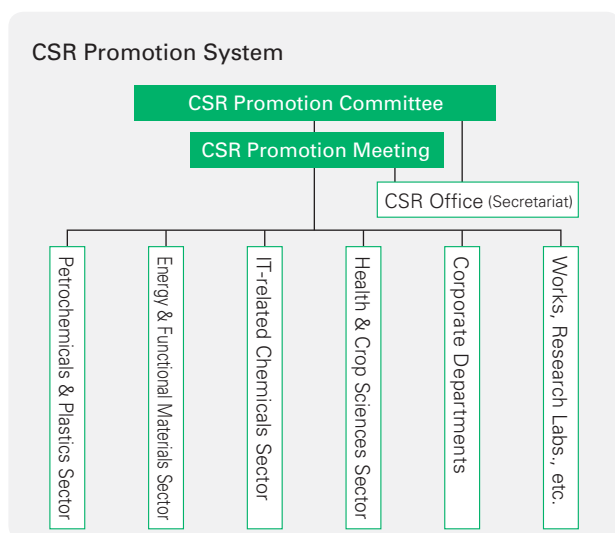 CSR Promotion System
CSR Promotion Committee
CSR Promotion Meeting
CSR Office (Secretariat)
Petrochemicals & Plastics Sector
Energy & Functional Materials Sector
IT-related Chemicals Sector
Health & Crop Sciences Sector
Corporate Departments
Works, Research Labs., etc.